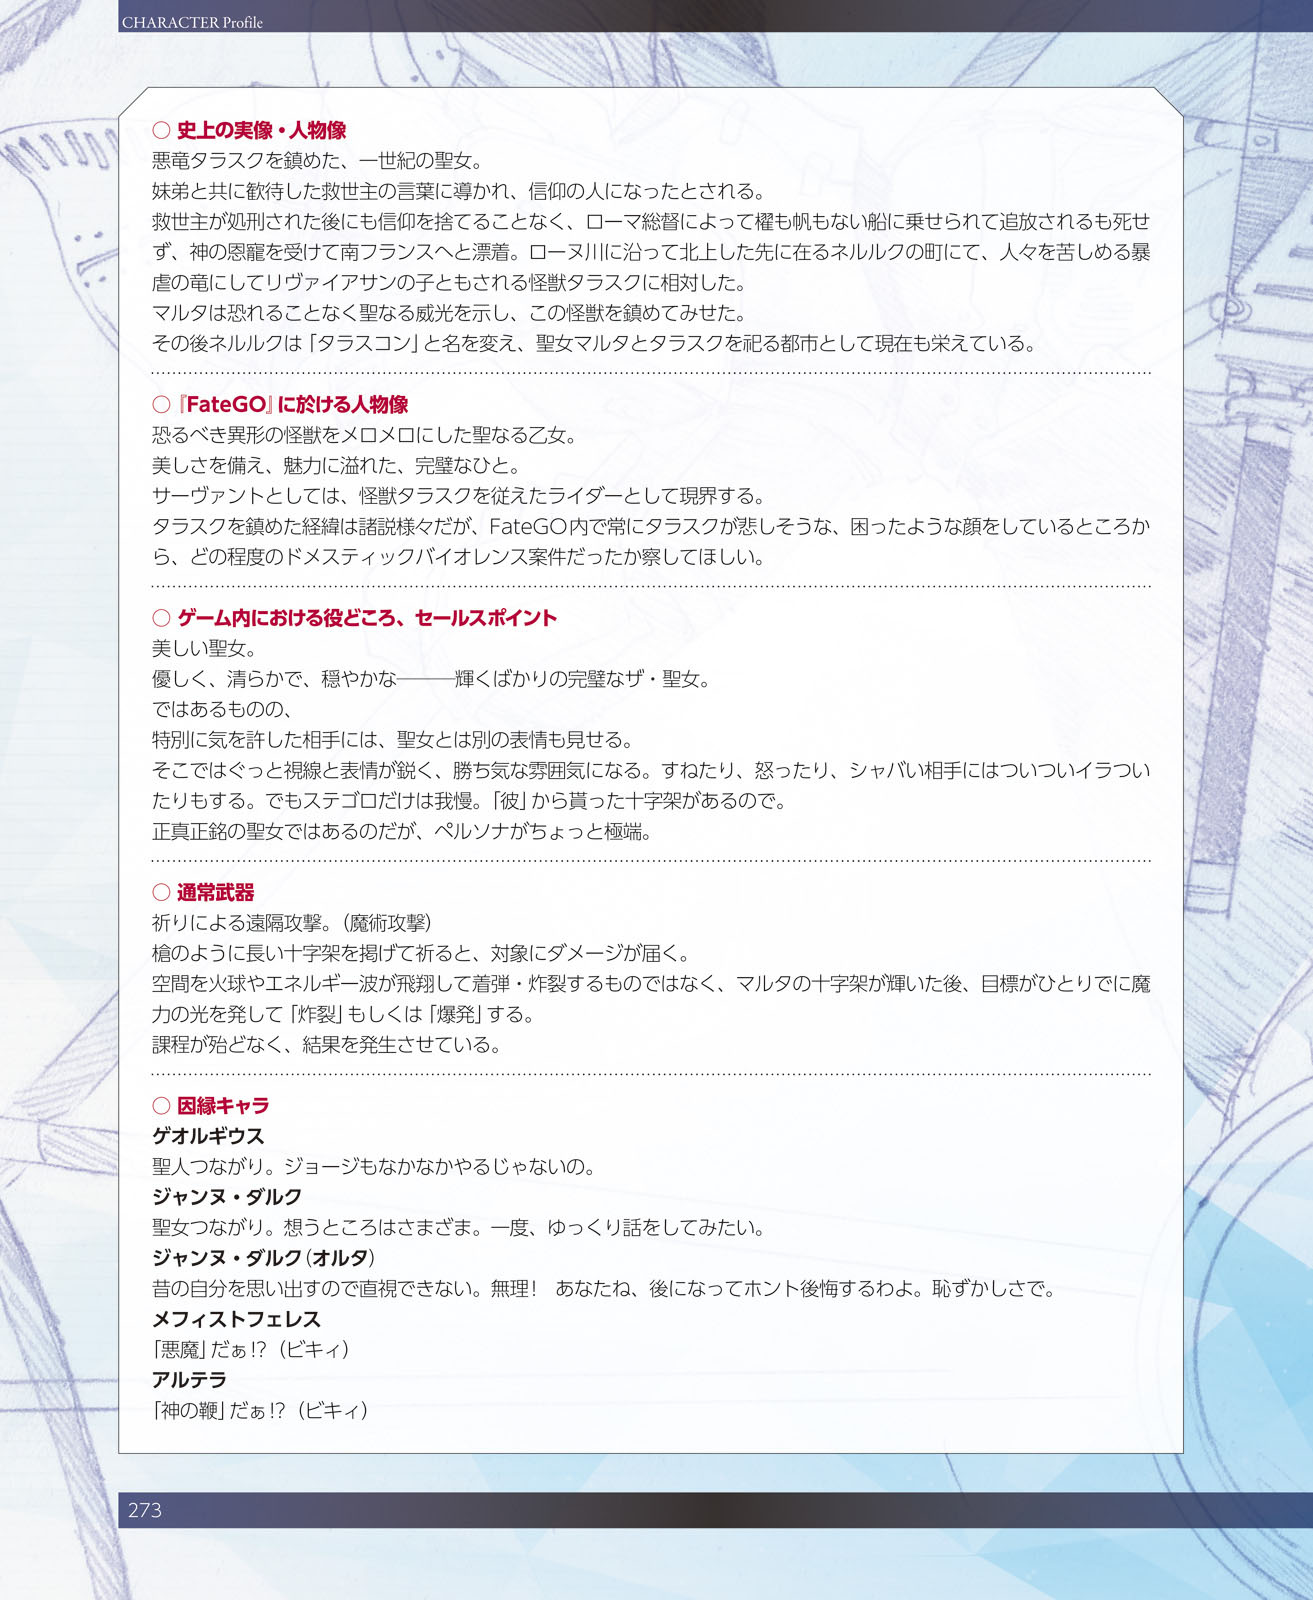 CHARACTER Profile
○ 史上の実像・人物像
悪竜タラスクを鎮めた、一世紀の聖女。
妹弟と共に歓待した救世主の言葉に導かれ、信仰の人になったとされる。
救世主が処刑された後にも信仰を捨てることなく、ローマ総督によって櫂も帆もない船に乗せられて追放されるも死せ
ず、神の恩寵を受けて南フランスへと漂着。ローヌ川に沿って北上した先に在るネルルクの町にて、人々を苦しめる暴
虐の竜にしてリヴァイアサンの子ともされる怪獣タラスクに相対した。
マルタは恐れることなく聖なる威光を示し、この怪獣を鎮めてみせた。
その後ネルルクは「タラスコン」と名を変え、聖女マルタとタラスクを祀る都市として現在も栄えている。
○ 『FateGO』に於ける人物像
恐るべき異形の怪獣をメロメロにした聖なる乙女。
美しさを備え、魅力に溢れた、完璧なひと。
サーヴァントとしては、怪獣タラスクを従えたライダーとして現界する。
タラスクを鎮めた経緯は諸説様々だが、FateGO内で常にタラスクが悲しそうな、困ったような顔をしているところか
ら、どの程度のドメスティックバイオレンス案件だったか察してほしい。
○ ゲーム内における役どころ、セールスポイント
美しい聖女。
優しく、清らかで、穏やかな───輝くばかりの完璧なザ・聖女。
ではあるものの、
特別に気を許した相手には、聖女とは別の表情も見せる。
そこではぐっと視線と表情が鋭く、勝ち気な雰囲気になる。すねたり、怒ったり、シャバい相手にはついついイラつい
たりもする。でもステゴロだけは我慢。「彼」から貰った十字架があるので。
正真正銘の聖女ではあるのだが、ペルソナがちょっと極端。
○ 通常武器
祈りによる遠隔攻撃。（魔術攻撃）
槍のように長い十字架を掲げて祈ると、対象にダメージが届く。
空間を火球やエネルギー波が飛翔して着弾・炸裂するものではなく、マルタの十字架が輝いた後、目標がひとりでに魔
力の光を発して「炸裂」もしくは「爆発」する。
課程が殆どなく、結果を発生させている。
○ 因縁キャラ
ゲオルギウス
聖人つながり。ジョージもなかなかやるじゃないの。
ジャンヌ・ダルク
聖女つながり。想うところはさまざま。一度、ゆっくり話をしてみたい。
ジャンヌ・ダルク（オルタ）
昔の自分を思い出すので直視できない。無理！　あなたね、後になってホント後悔するわよ。恥ずかしさで。
メフィストフェレス
「悪魔」だぁ!?（ビキィ）
アルテラ
「神の鞭」だぁ!?（ビキィ）
273